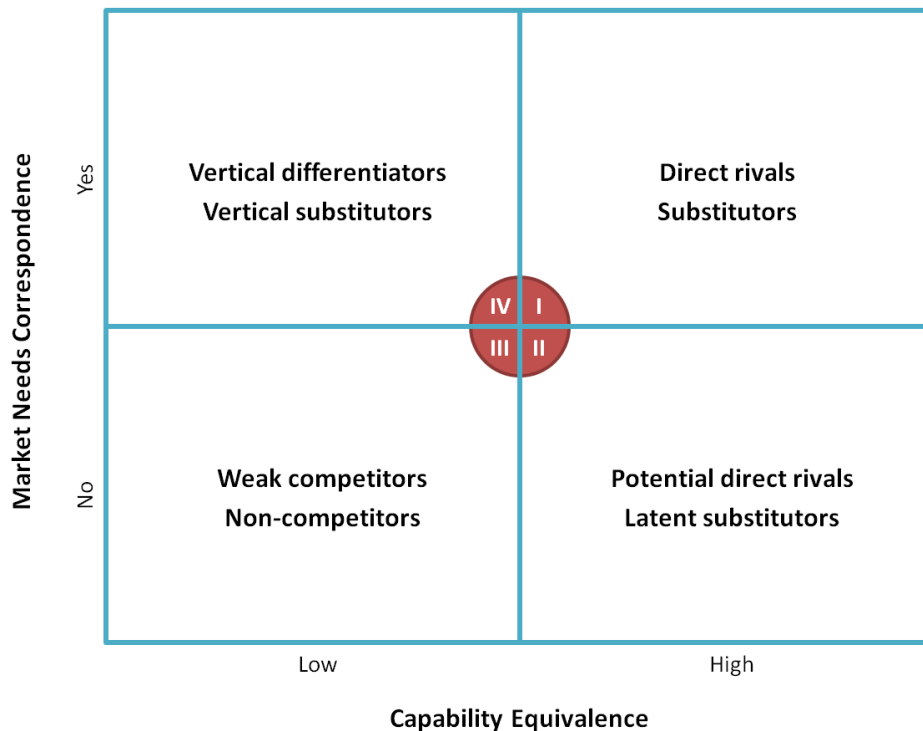 Market Needs Correspondence
Yes
No
Vertical differentiators
Vertical substitutors
Direct rivals
Substitutors
IV
I
III
II
Weak competitors
Non-competitors
Potential direct rivals
Latent substitutors
Low
High
Capability Equivalence